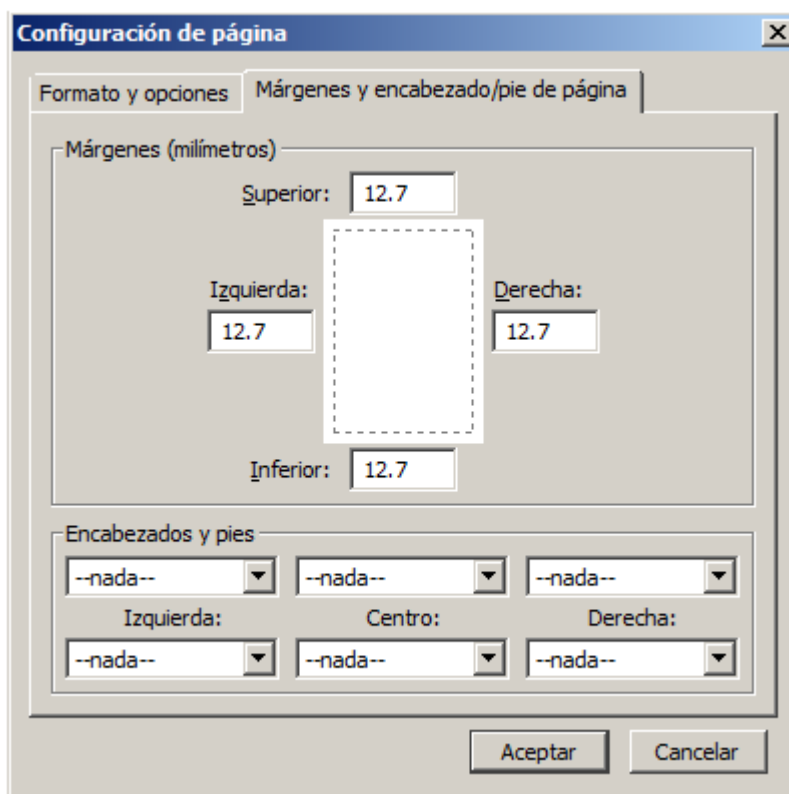 Configuración de página
Formato y opciones Márgenes y encabezado/pie de página
Márgenes (milímetros)
Superior: 12.7
Izquierda: Derecha:
12.7 12.7
Inferior: 12.7
Encabezados y pies
--nada-- --nada-- --nada--
Izquierda: Centro: Derecha:
--nada-- --nada-- --nada--
Aceptar Cancelar